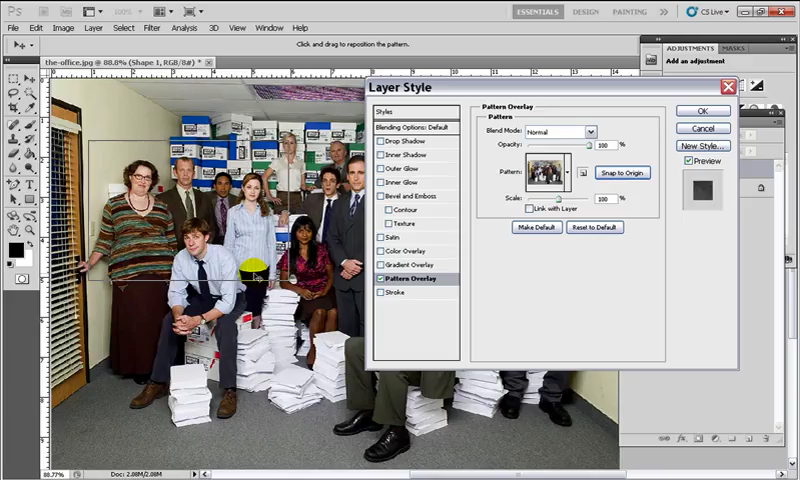 Ps
100%
ESSENTIALS
DESIGN
PAINTING
CS Live
File
Edit
Image
Layer
Select
Filter
Analysis
3D
View
Window
Help
Click and drag to reposition the pattern.
the-office.jpg @ 88.8% (Shape 1, RGB/8#) *
ADJUSTMENTS
MASKS
Add an adjustment
Layer Style
Styles
Blending Options: Default
Drop Shadow
Inner Shadow
Outer Glow
Inner Glow
Bevel and Emboss
Contour
Texture
Satin
Color Overlay
Gradient Overlay
Pattern Overlay
Stroke
Pattern Overlay
Pattern
Blend Mode: Normal
Opacity: 100 %
Pattern: Snap to Origin
Scale: 100 %
Link with Layer
Make Default
Reset to Default
OK
Cancel
New Style...
Preview
88.77%
Doc: 2.08M/2.08M